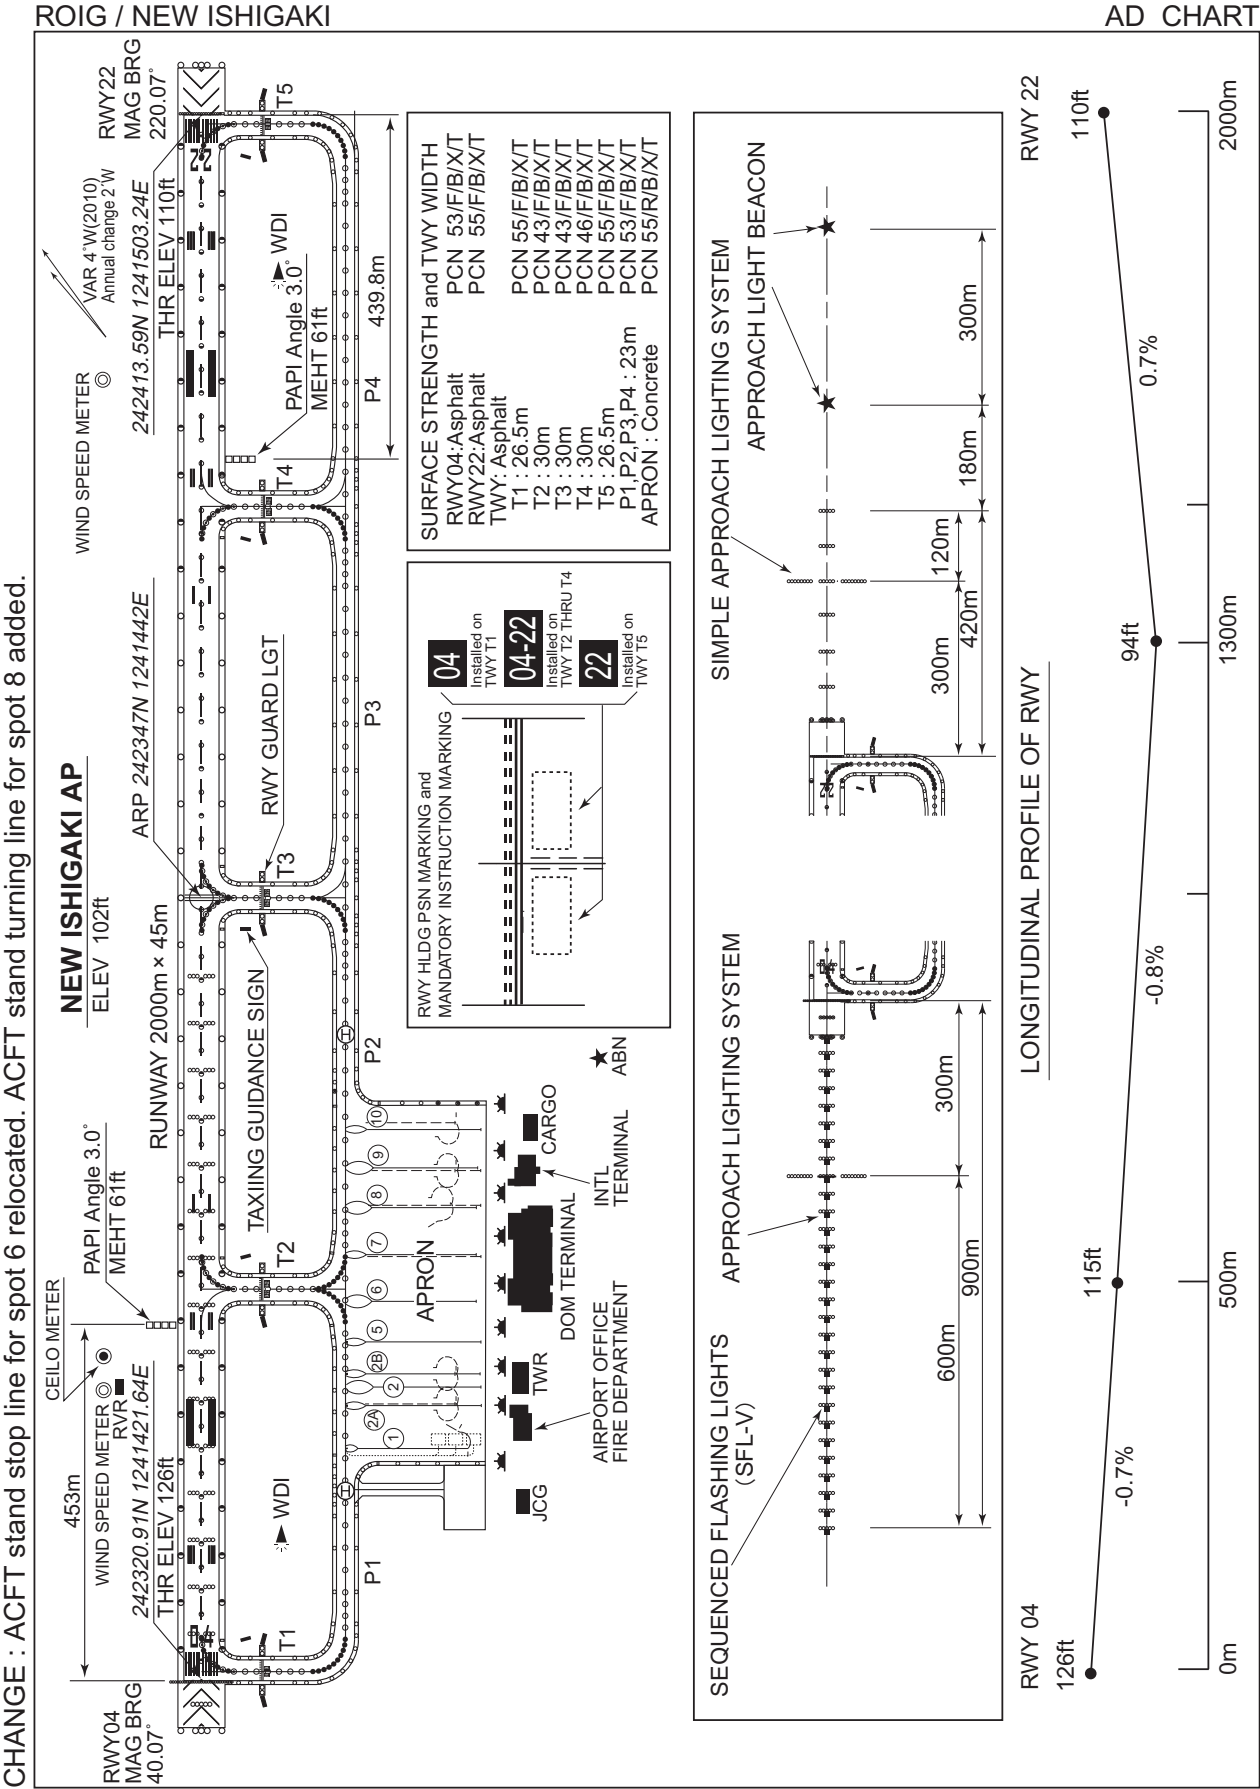 ROIG / NEW ISHIGAKI
AD CHART
CHANGE : ACFT stand stop line for spot 6 relocated. ACFT stand turning line for spot 8 added.
NEW ISHIGAKI AP
ELEV 102ft
RWY04
MAG BRG
40.07°
453m
CEILO METER
WIND SPEED METER
RVR
242320.91N 1241421.64E
THR ELEV 126ft
PAPI Angle 3.0°
MEHT 61ft
RUNWAY 2000m × 45m
ARP 242347N 1241442E
WIND SPEED METER
VAR 4°W(2010)
Annual change 2'W
242413.59N 1241503.24E
THR ELEV 110ft
RWY22
MAG BRG
220.07°
04
22
WDI
TAXIING GUIDANCE SIGN
RWY GUARD LGT
PAPI Angle 3.0°
MEHT 61ft
WDI
T1
T2
T3
T4
T5
439.8m
P1
P2
P3
P4
H
H
1
2A
2
2B
5
6
7
8
9
10
APRON
JCG
AIRPORT OFFICE
FIRE DEPARTMENT
TWR
DOM TERMINAL
INTL
TERMINAL
CARGO
ABN
RWY HLDG PSN MARKING and
MANDATORY INSTRUCTION MARKING
04
Installed on
TWY T1
04-22
Installed on
TWY T2 THRU T4
22
Installed on
TWY T5
SURFACE STRENGTH and TWY WIDTH
RWY04:Asphalt PCN 53/F/B/X/T
RWY22:Asphalt PCN 55/F/B/X/T
TWY: Asphalt
T1 : 26.5m PCN 55/F/B/X/T
T2 : 30m PCN 43/F/B/X/T
T3 : 30m PCN 43/F/B/X/T
T4 : 30m PCN 46/F/B/X/T
T5 : 26.5m PCN 55/F/B/X/T
P1,P2,P3,P4 : 23m PCN 53/F/B/X/T
APRON : Concrete PCN 55/R/B/X/T
SEQUENCED FLASHING LIGHTS
(SFL-V)
APPROACH LIGHTING SYSTEM
04
600m
300m
900m
SIMPLE APPROACH LIGHTING SYSTEM
APPROACH LIGHT BEACON
22
300m
120m
420m
180m
300m
LONGITUDINAL PROFILE OF RWY
RWY 04
126ft
-0.7%
115ft
-0.8%
94ft
0.7%
RWY 22
110ft
0m
500m
1300m
2000m